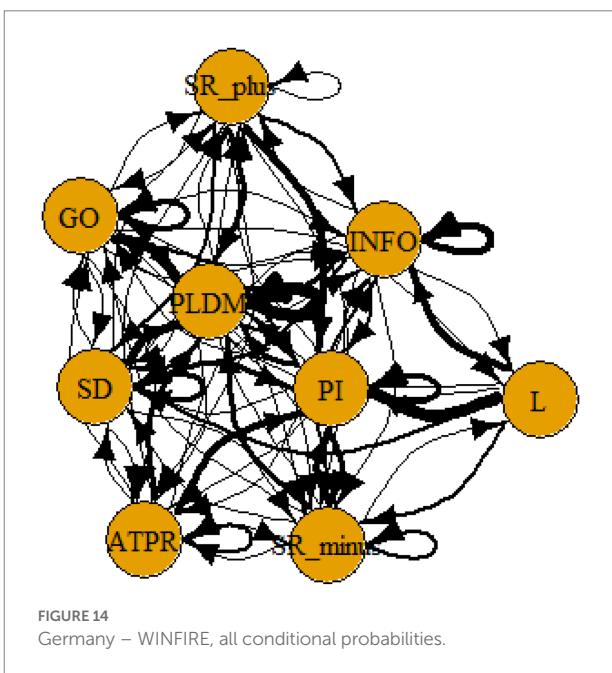 SR_plus
GO
INFO
PLDM
SD
PI
L
ATPR
SR_minus
FIGURE 14
Germany – WINFIRE, all conditional probabilities.